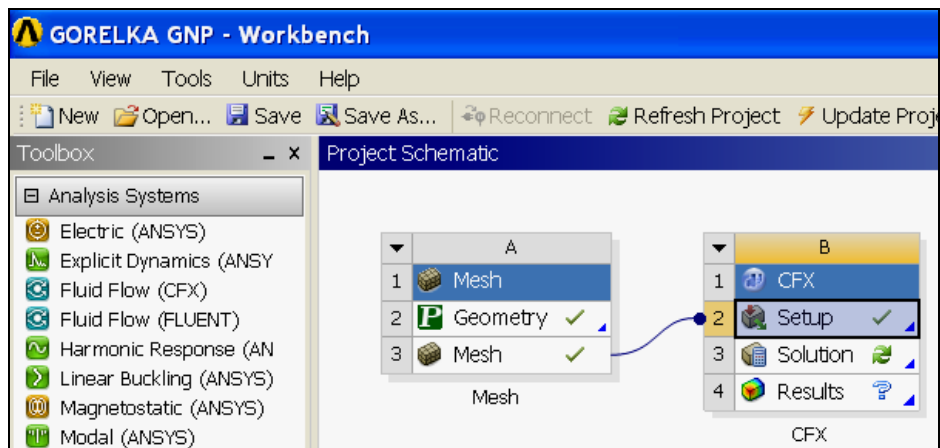 GORELKA GNP - Workbench
File View Tools Units Help
New Open... Save Save As... Reconnect Refresh Project Update Proj
Toolbox
Project Schematic
Analysis Systems
Electric (ANSYS)
Explicit Dynamics (ANSY
Fluid Flow (CFX)
Fluid Flow (FLUENT)
Harmonic Response (AN
Linear Buckling (ANSYS)
Magnetostatic (ANSYS)
Modal (ANSYS)
A
1 Mesh
2 P Geometry
3 Mesh
Mesh
B
1 CFX
2 Setup
3 Solution
4 Results ?
CFX